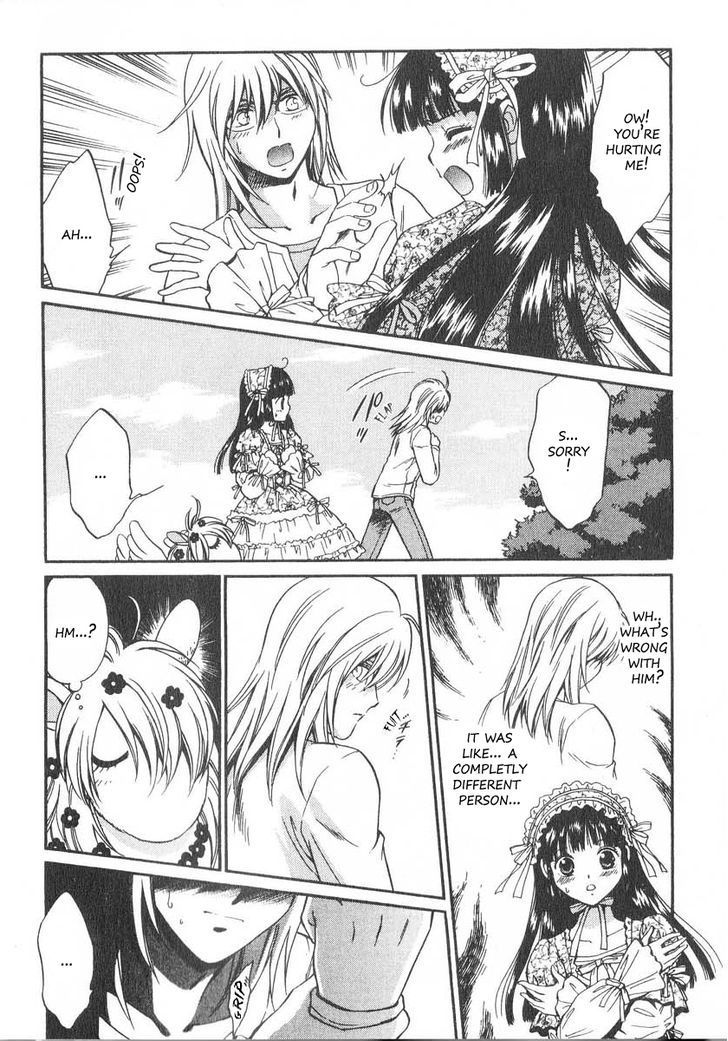 OW!
YOU'RE
HURTING
ME!
OOPS!
AH...
S...
SORRY
!
FLAP
...
WH..
WHAT'S
WRONG
WITH
HIM?
IT WAS
LIKE... A
COMPLETLY
DIFFERENT
PERSON...
FLIT
HM...?
GRIP
...